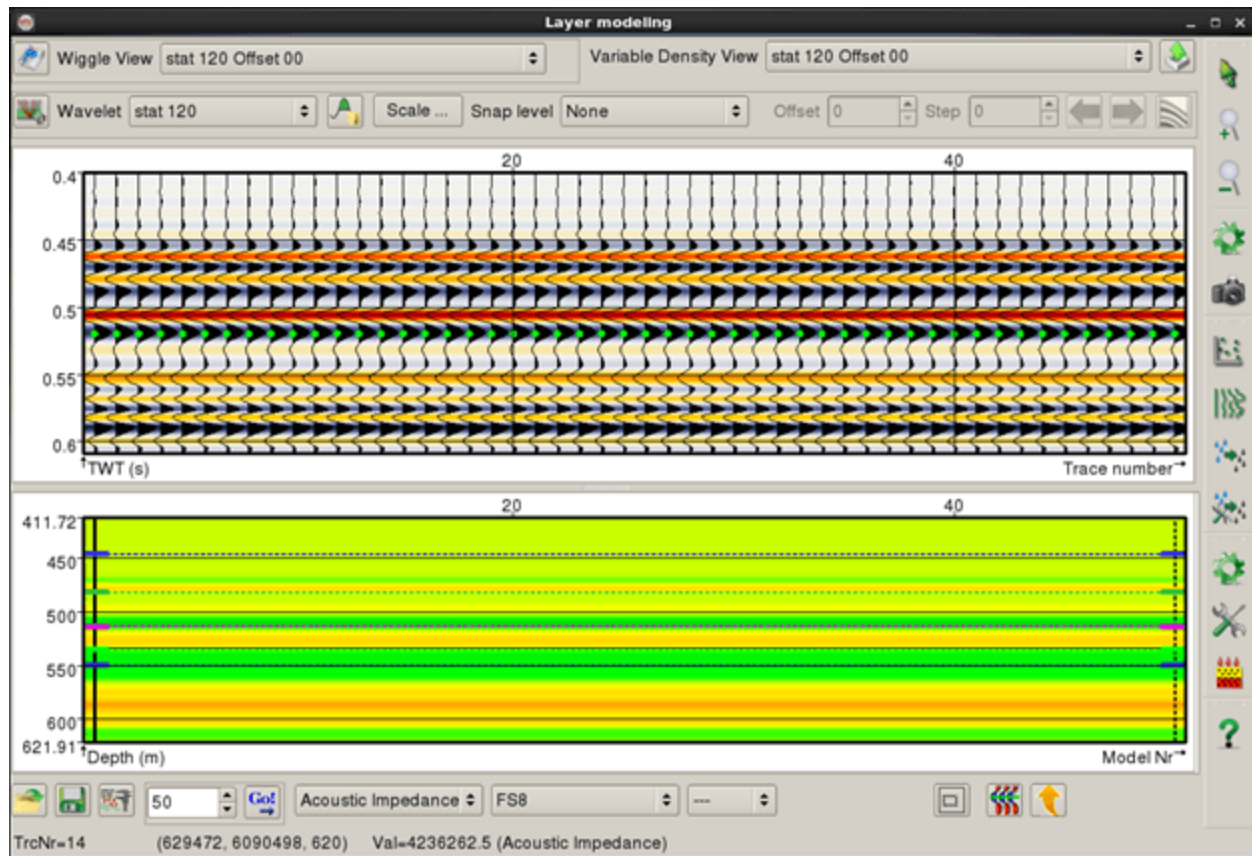 Layer modeling
Wiggle View stat 120 Offset 00 Variable Density View stat 120 Offset 00
Wavelet stat 120 Scale ... Snap level None Offset 0 Step 0
20 40
0.4
0.45
0.5
0.55
0.6
TWT (s) Trace number
20 40
411.72
450
500
550
600
621.91
Depth (m) Model Nr
50 Go! Acoustic Impedance FS8 ---
TrcNr=14 (629472, 6090498, 620) Val=4236262.5 (Acoustic Impedance)